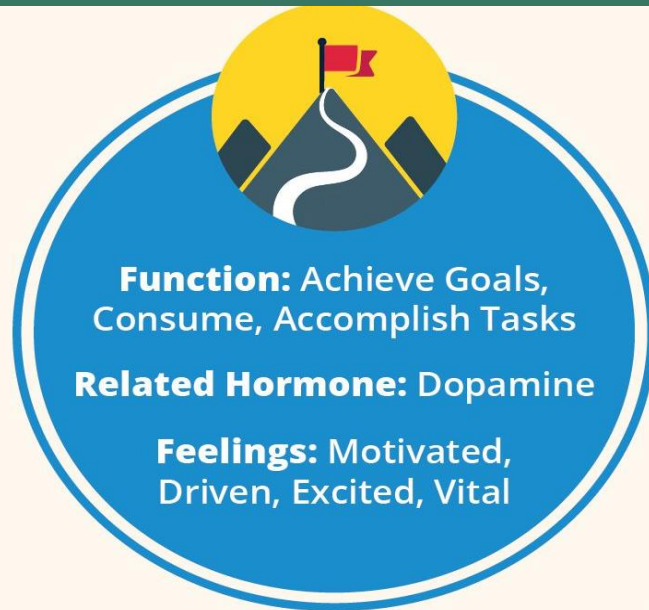 Function: Achieve Goals,
Consume, Accomplish Tasks
Related Hormone: Dopamine
Feelings: Motivated,
Driven, Excited, Vital